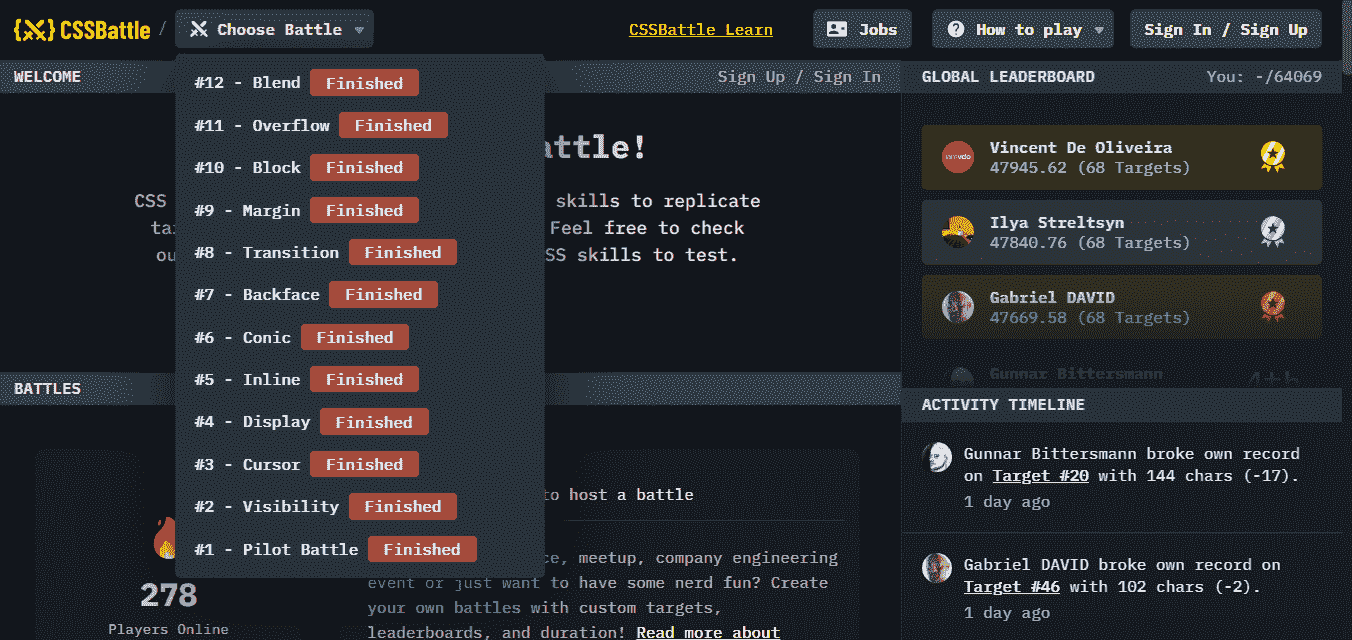 {X} CSSBattle / Choose Battle
CSSBattle Learn
Jobs
How to play
Sign In / Sign Up
WELCOME
Sign Up / Sign In
#12 - Blend Finished
#11 - Overflow Finished
#10 - Block Finished
#9 - Margin Finished
#8 - Transition Finished
#7 - Backface Finished
#6 - Conic Finished
#5 - Inline Finished
#4 - Display Finished
#3 - Cursor Finished
#2 - Visibility Finished
#1 - Pilot Battle Finished
attle!
CSS skills to replicate
Feel free to check
ou SS skills to test.
BATTLES
278
Players Online
to host a battle
ce, meetup, company engineering
event or just want to have some nerd fun? Create
your own battles with custom targets,
leaderboards, and duration! Read more about
GLOBAL LEADERBOARD
You: -/64069
Vincent De Oliveira
47945.62 (68 Targets)
Ilya Streltsyn
47840.76 (68 Targets)
Gabriel DAVID
47669.58 (68 Targets)
Gunnar Bittersmann
4th
ACTIVITY TIMELINE
Gunnar Bittersmann broke own record
on Target #20 with 144 chars (-17).
1 day ago
Gabriel DAVID broke own record on
Target #46 with 102 chars (-2).
1 day ago